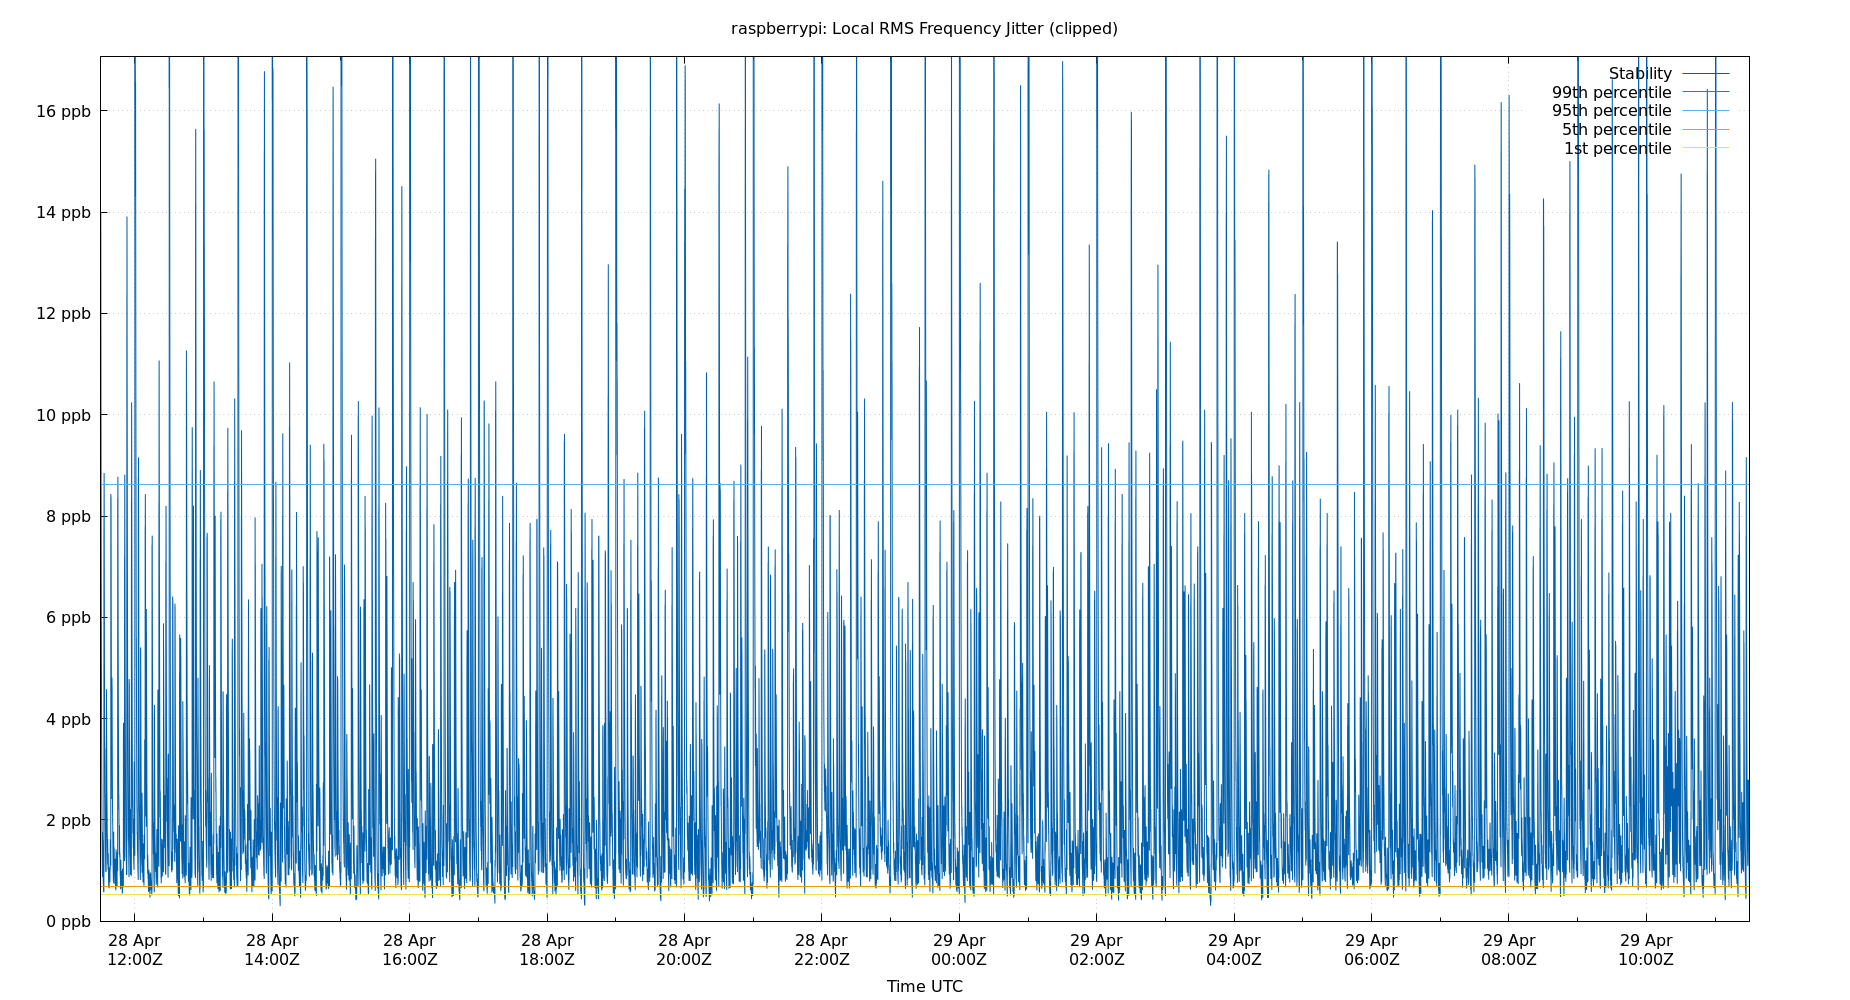 raspberrypi: Local RMS Frequency Jitter (clipped)
Stability
99th percentile
95th percentile
5th percentile
1st percentile
16 ppb
14 ppb
12 ppb
10 ppb
8 ppb
6 ppb
4 ppb
2 ppb
0 ppb
28 Apr 28 Apr 28 Apr 28 Apr 28 Apr 28 Apr 29 Apr 29 Apr 29 Apr 29 Apr 29 Apr 29 Apr
12:00Z 14:00Z 16:00Z 18:00Z 20:00Z 22:00Z 00:00Z 02:00Z 04:00Z 06:00Z 08:00Z 10:00Z
Time UTC